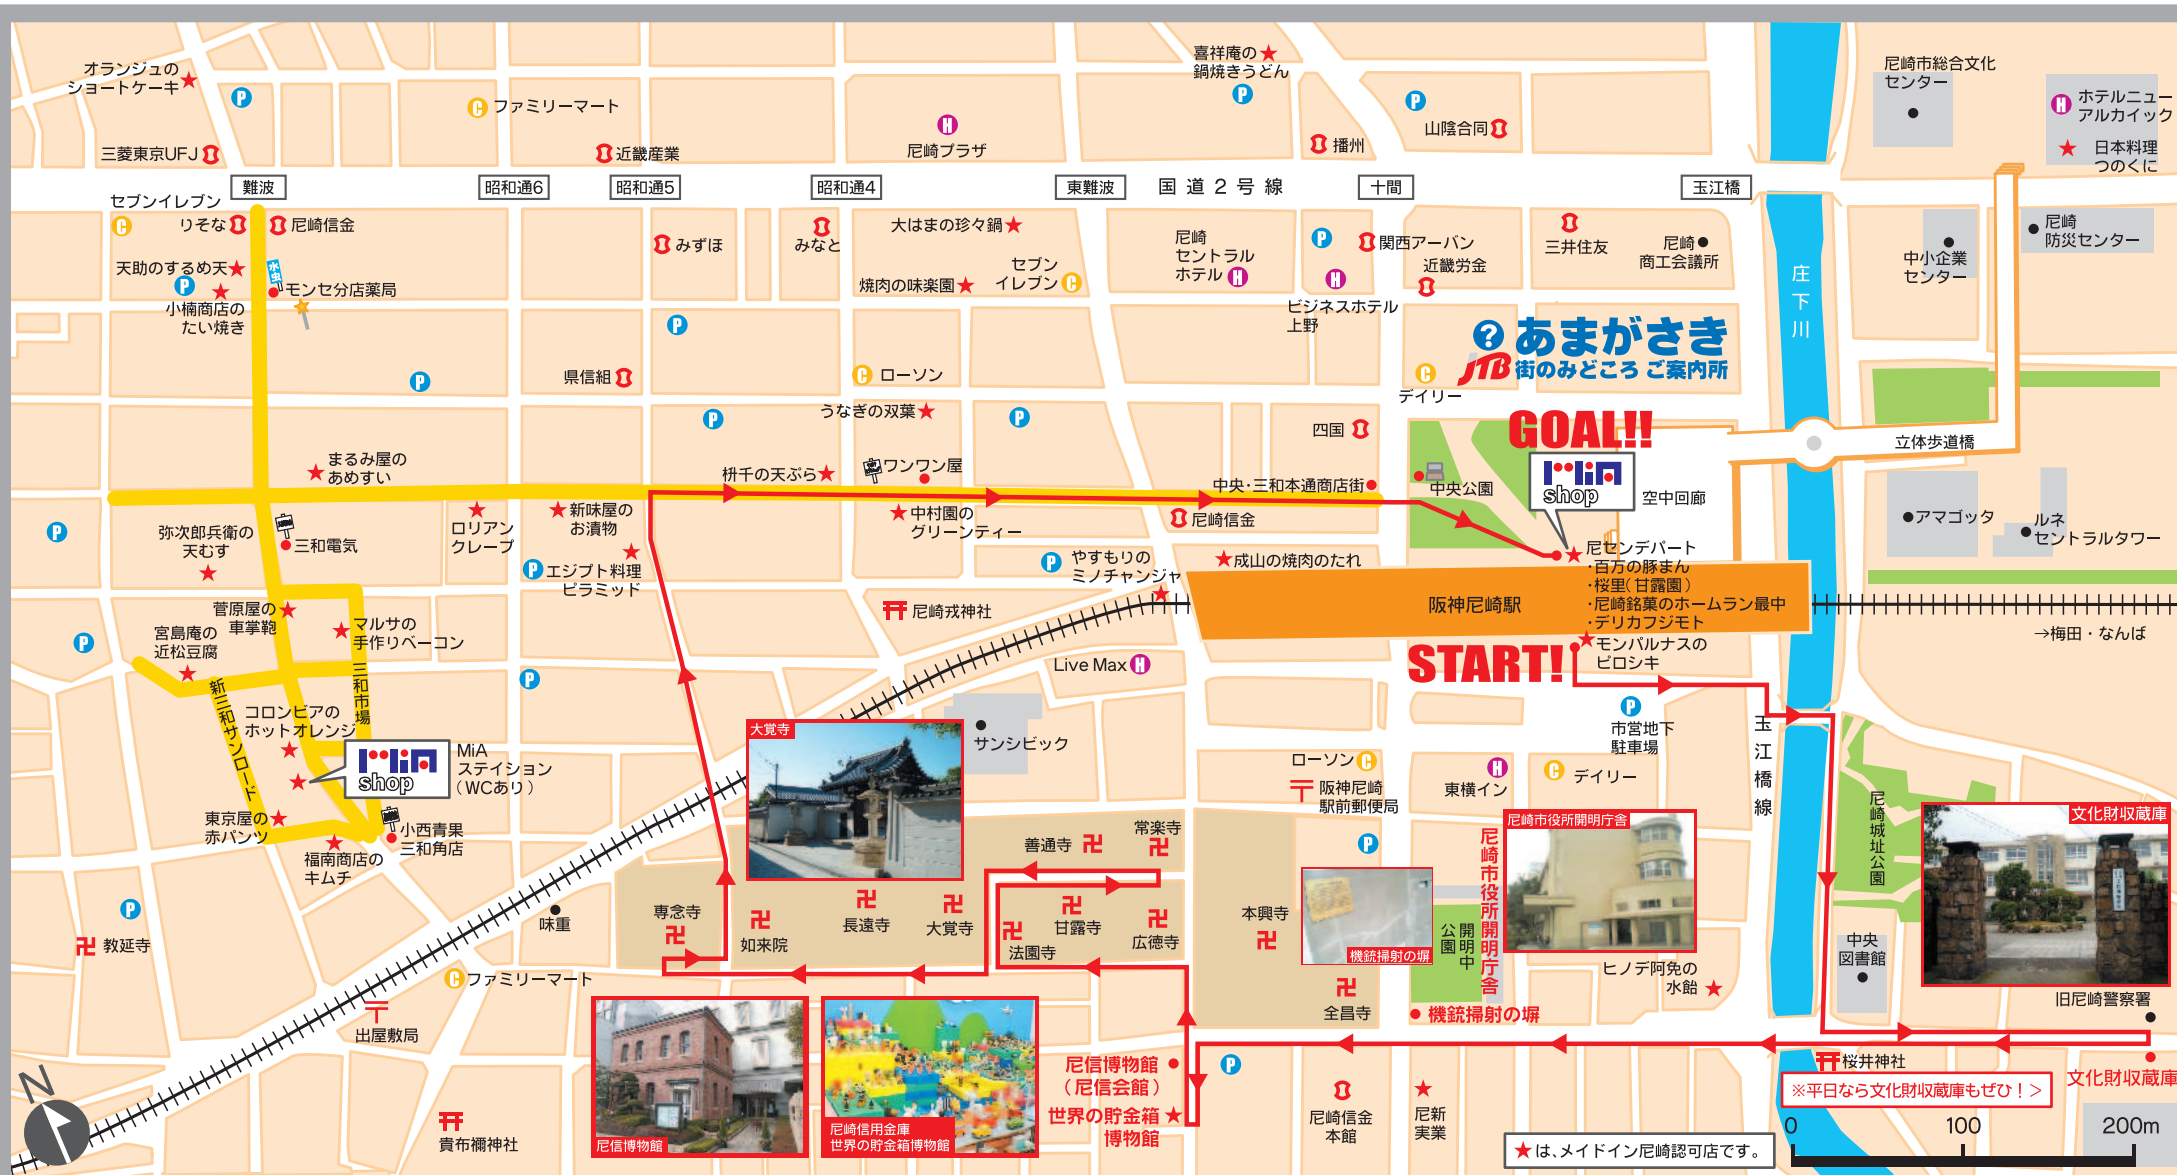 オランジュの
ショートケーキ
三菱東京UFJ
ファミリーマート
近畿産業
尼崎プラザ
喜祥庵の
鍋焼きうどん
播州
山陰合同
尼崎市総合文化
センター
ホテルニュー
アルカイック
日本料理
つのくに
難波
昭和通6
昭和通5
昭和通4
東難波
国道2号線
十間
玉江橋
セブンイレブン
りそな
尼崎信金
天助のするめ天
水虫
モンセ分店薬局
小楠商店の
たい焼き
みずほ
みなと
大はまの珍々鍋
焼肉の味楽園
セブン
イレブン
尼崎
セントラル
ホテル
関西アーバン
近畿労金
ビジネスホテル
上野
三井住友
尼崎
商工会議所
庄下川
中小企業
センター
尼崎
防災センター
県信組
ローソン
うなぎの双葉
デイリー
あまがさき
JTB 街のみどころ ご案内所
四国
GOAL!!
MiA
shop
中央公園
空中回廊
立体歩道橋
アマゴッタ
ルネ
セントラルタワー
まるみ屋の
あめすい
枡千の天ぷら
ワンワン屋
中央・三和本通商店街
尼崎信金
弥次郎兵衛の
天むす
三和電気
ロリアン
クレープ
新味屋の
お漬物
エジプト料理
ピラミッド
中村園の
グリーンティー
やすもりの
ミノチャンジャ
成山の焼肉のたれ
尼センデパート
・百万の豚まん
・桜里(甘露園)
・尼崎銘菓のホームラン最中
・デリカフジモト
阪神尼崎駅
モンパルナスの
ピロシキ
START!
→梅田・なんば
菅原屋の
車掌鞄
宮島庵の
近松豆腐
マルサの
手作りベーコン
三和市場
新三和サンロード
コロンビアの
ホットオレンジ
MiA
shop
MiA
ステイション
(WCあり)
東京屋の
赤パンツ
福南商店の
キムチ
小西青果
三和角店
尼崎戎神社
Live Max
サンシビック
大覚寺
市営地下
駐車場
玉江橋線
ローソン
阪神尼崎
駅前郵便局
東横イン
デイリー
尼崎城址公園
文化財収蔵庫
尼崎市役所開明庁舎
尼崎市役所開明庁舎
機銃掃射の塀
開明中
公園
善通寺
常楽寺
専念寺
如来院
長遠寺
大覚寺
法園寺
甘露寺
広徳寺
本興寺
全昌寺
機銃掃射の塀
ヒノデ阿免の
水飴
中央
図書館
旧尼崎警察署
教延寺
味重
ファミリーマート
出屋敷局
貴布禰神社
尼信博物館
尼崎信用金庫
世界の貯金箱博物館
尼信博物館
(尼信会館)
世界の貯金箱
博物館
尼崎信金
本館
尼新
実業
桜井神社
※平日なら文化財収蔵庫もぜひ!>
文化財収蔵庫
★は、メイドイン尼崎認可店です。
0 100 200m
N